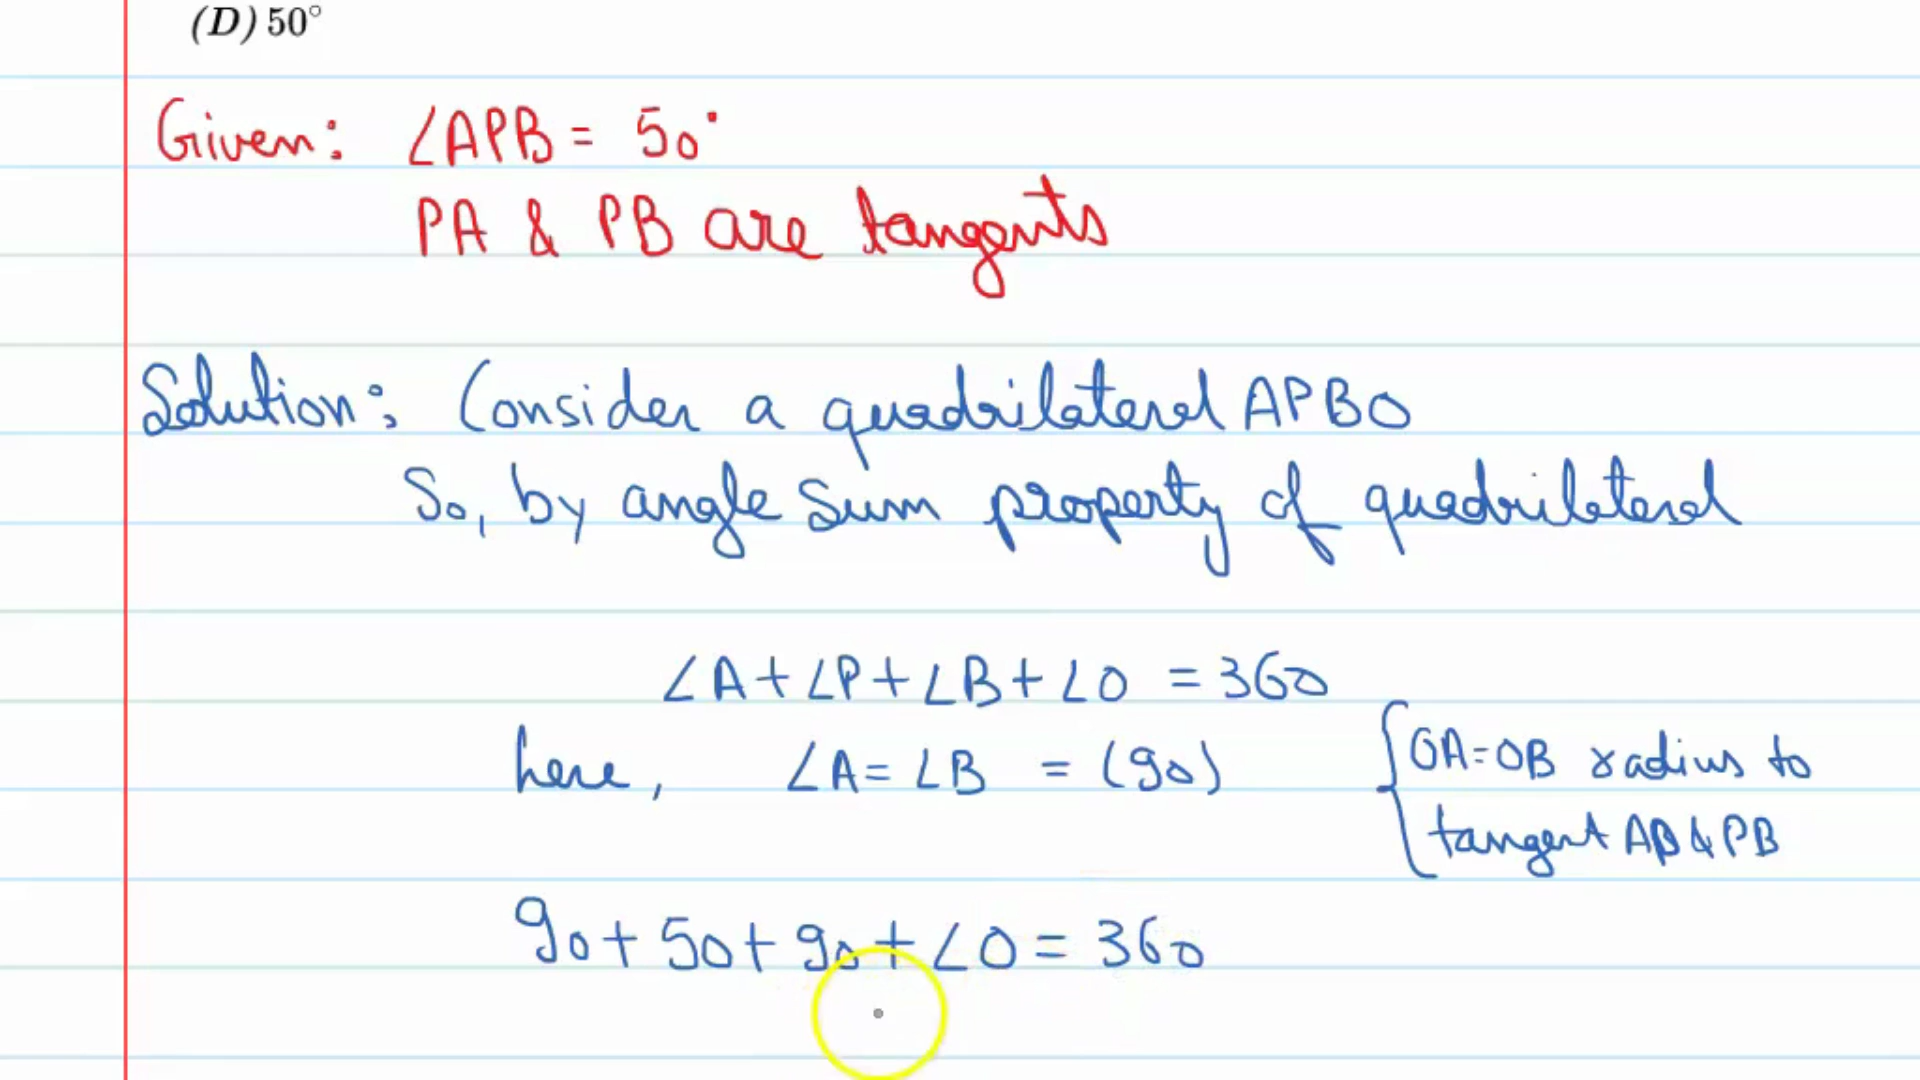 (D) 50°
Given: ∠APB = 50°
PA & PB are tangents
Solution: Consider a quadrilateral APBO
So, by angle sum property of quadrilateral
∠A + ∠P + ∠B + ∠O = 360
here, ∠A = ∠B = (90)
{OA = OB radius to
tangent AB & PB
90 + 50 + 90 + ∠O = 360